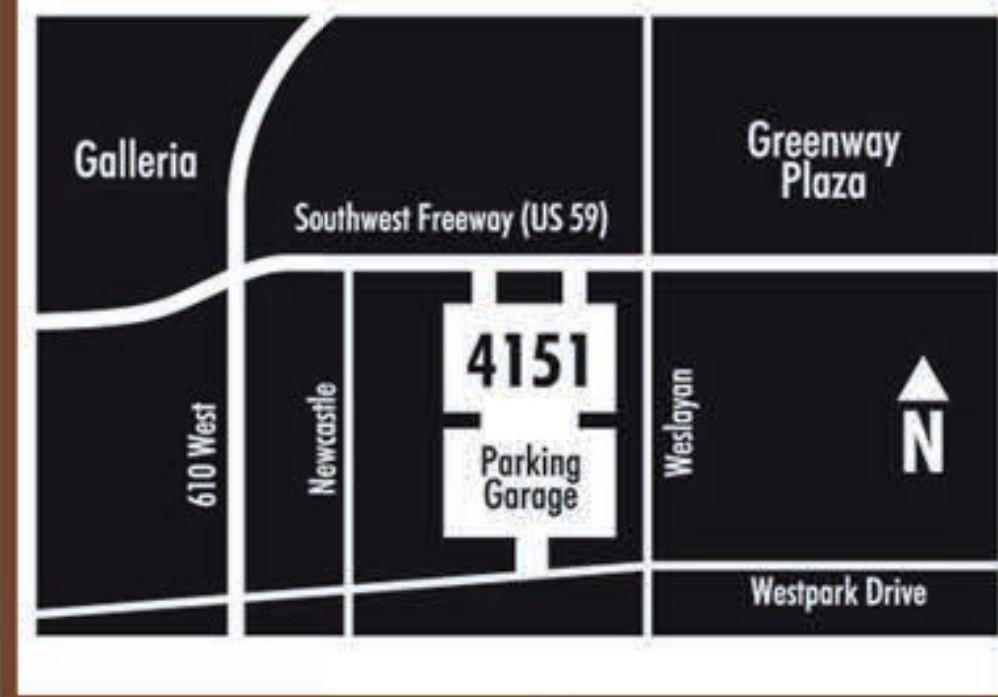 Galleria
Greenway
Plaza
Southwest Freeway (US 59)
4151
610 West
Newcastle
Weslayan
N
Parking
Garage
Westpark Drive